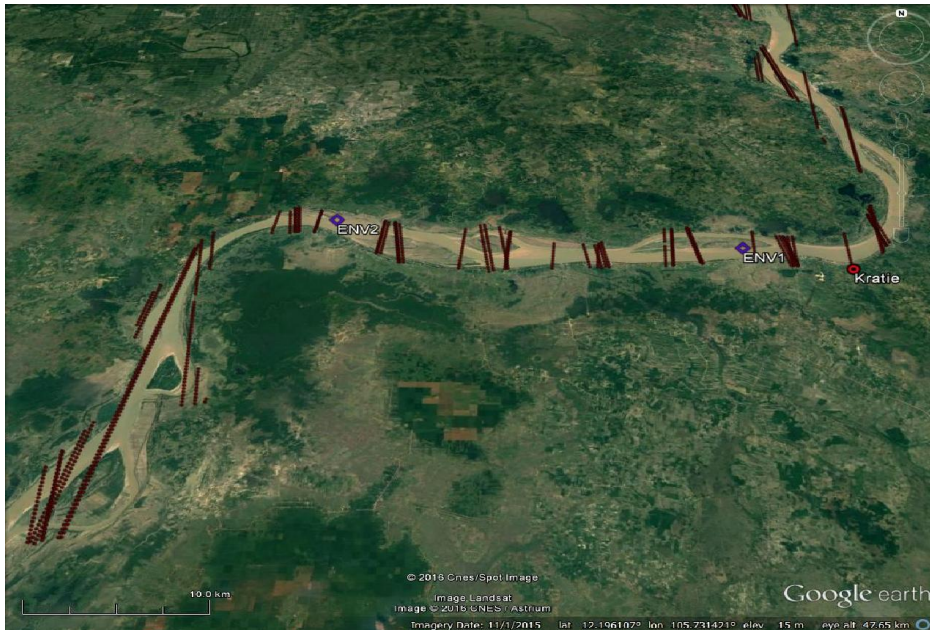 N
ENV2
ENV1
Kratie
© 2016 Cnes/Spot Image
Image Landsat
Image © 2016 CNES / Astrium
10.0 km
Google earth
Imagery Date: 11/1/2015 lat 12.196107° lon 105.731421° elev 15 m eye alt 47.65 km